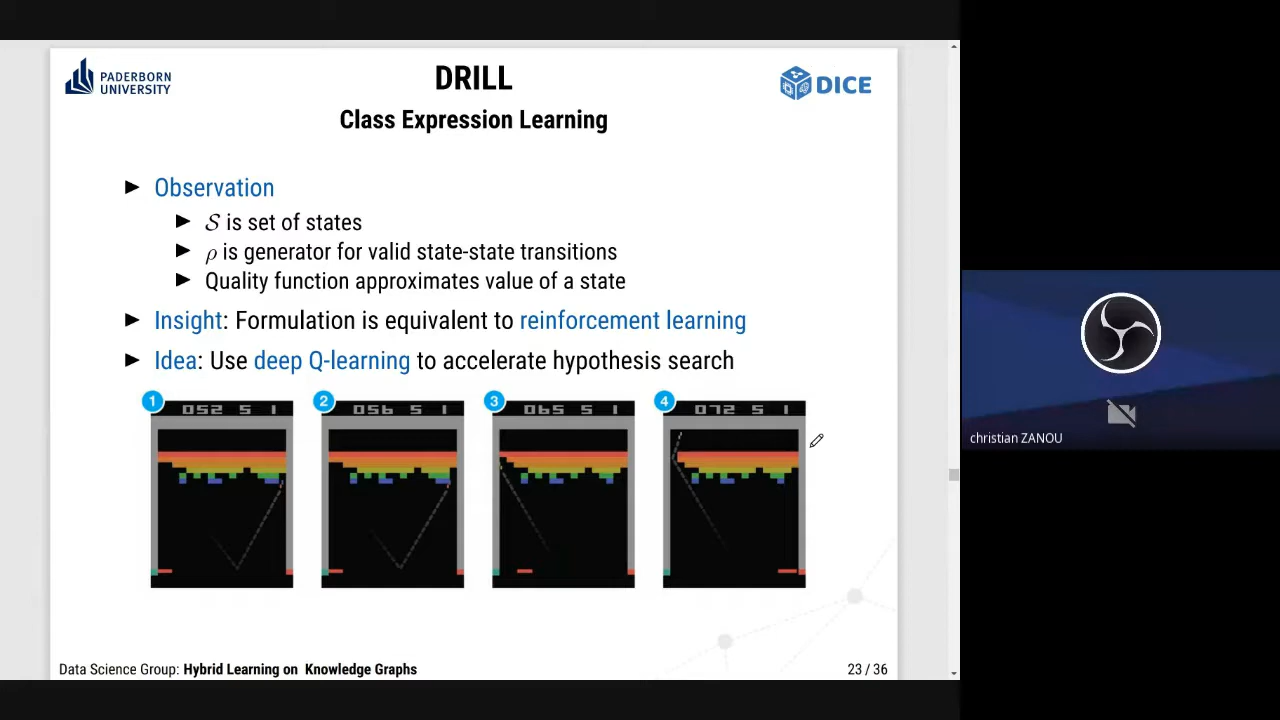 PADERBORN
UNIVERSITY
DRILL
DICE
Class Expression Learning
Observation
𝒮 is set of states
ρ is generator for valid state-state transitions
Quality function approximates value of a state
Insight: Formulation is equivalent to reinforcement learning
Idea: Use deep Q-learning to accelerate hypothesis search
1 2 3 4
052 5 1
056 5 1
065 5 1
072 5 1
christian ZANOU
Data Science Group: Hybrid Learning on Knowledge Graphs
23 / 36